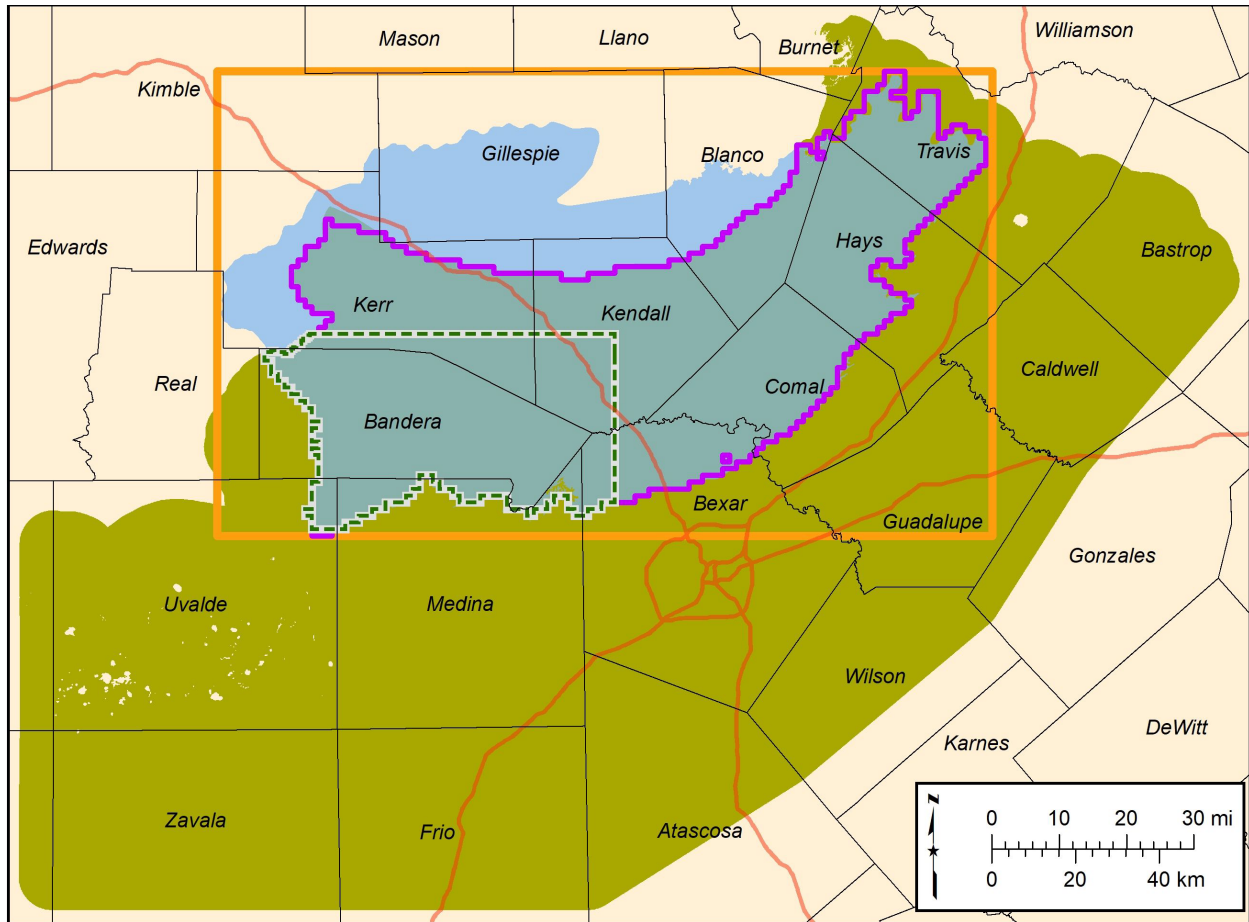 Mason
Llano
Burnet
Williamson
Kimble
Gillespie
Blanco
Travis
Edwards
Hays
Bastrop
Kerr
Kendall
Real
Caldwell
Comal
Bandera
Bexar
Guadalupe
Gonzales
Uvalde
Medina
Wilson
Karnes
DeWitt
Zavala
Frio
Atascosa
N
0 10 20 30 mi
0 20 40 km